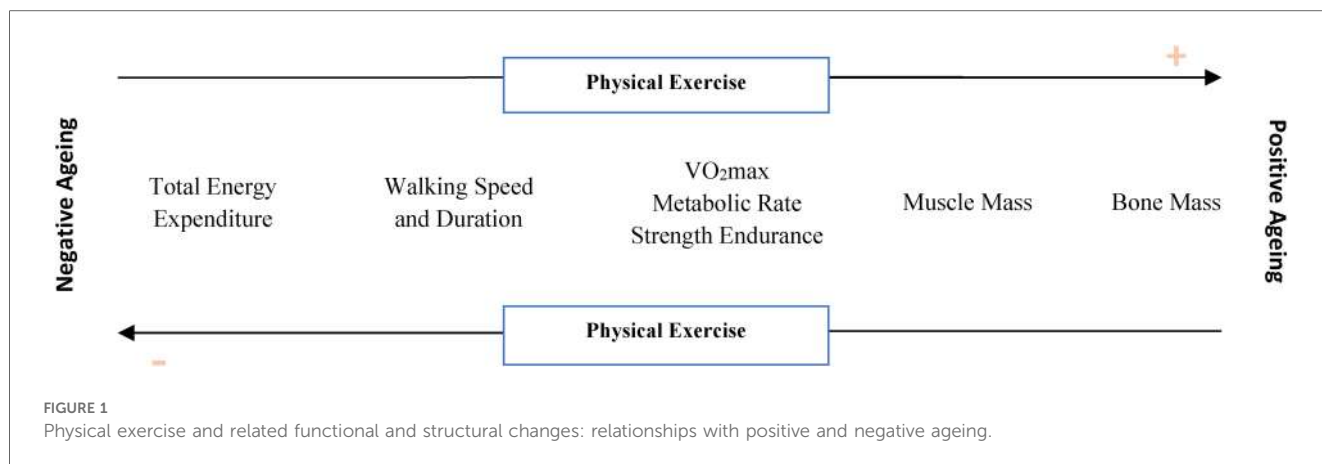 +
Physical Exercise
Negative Ageing
Total Energy
Expenditure
Walking Speed
and Duration
VO₂max
Metabolic Rate
Strength Endurance
Muscle Mass
Bone Mass
Positive Ageing
Physical Exercise
-
FIGURE 1
Physical exercise and related functional and structural changes: relationships with positive and negative ageing.